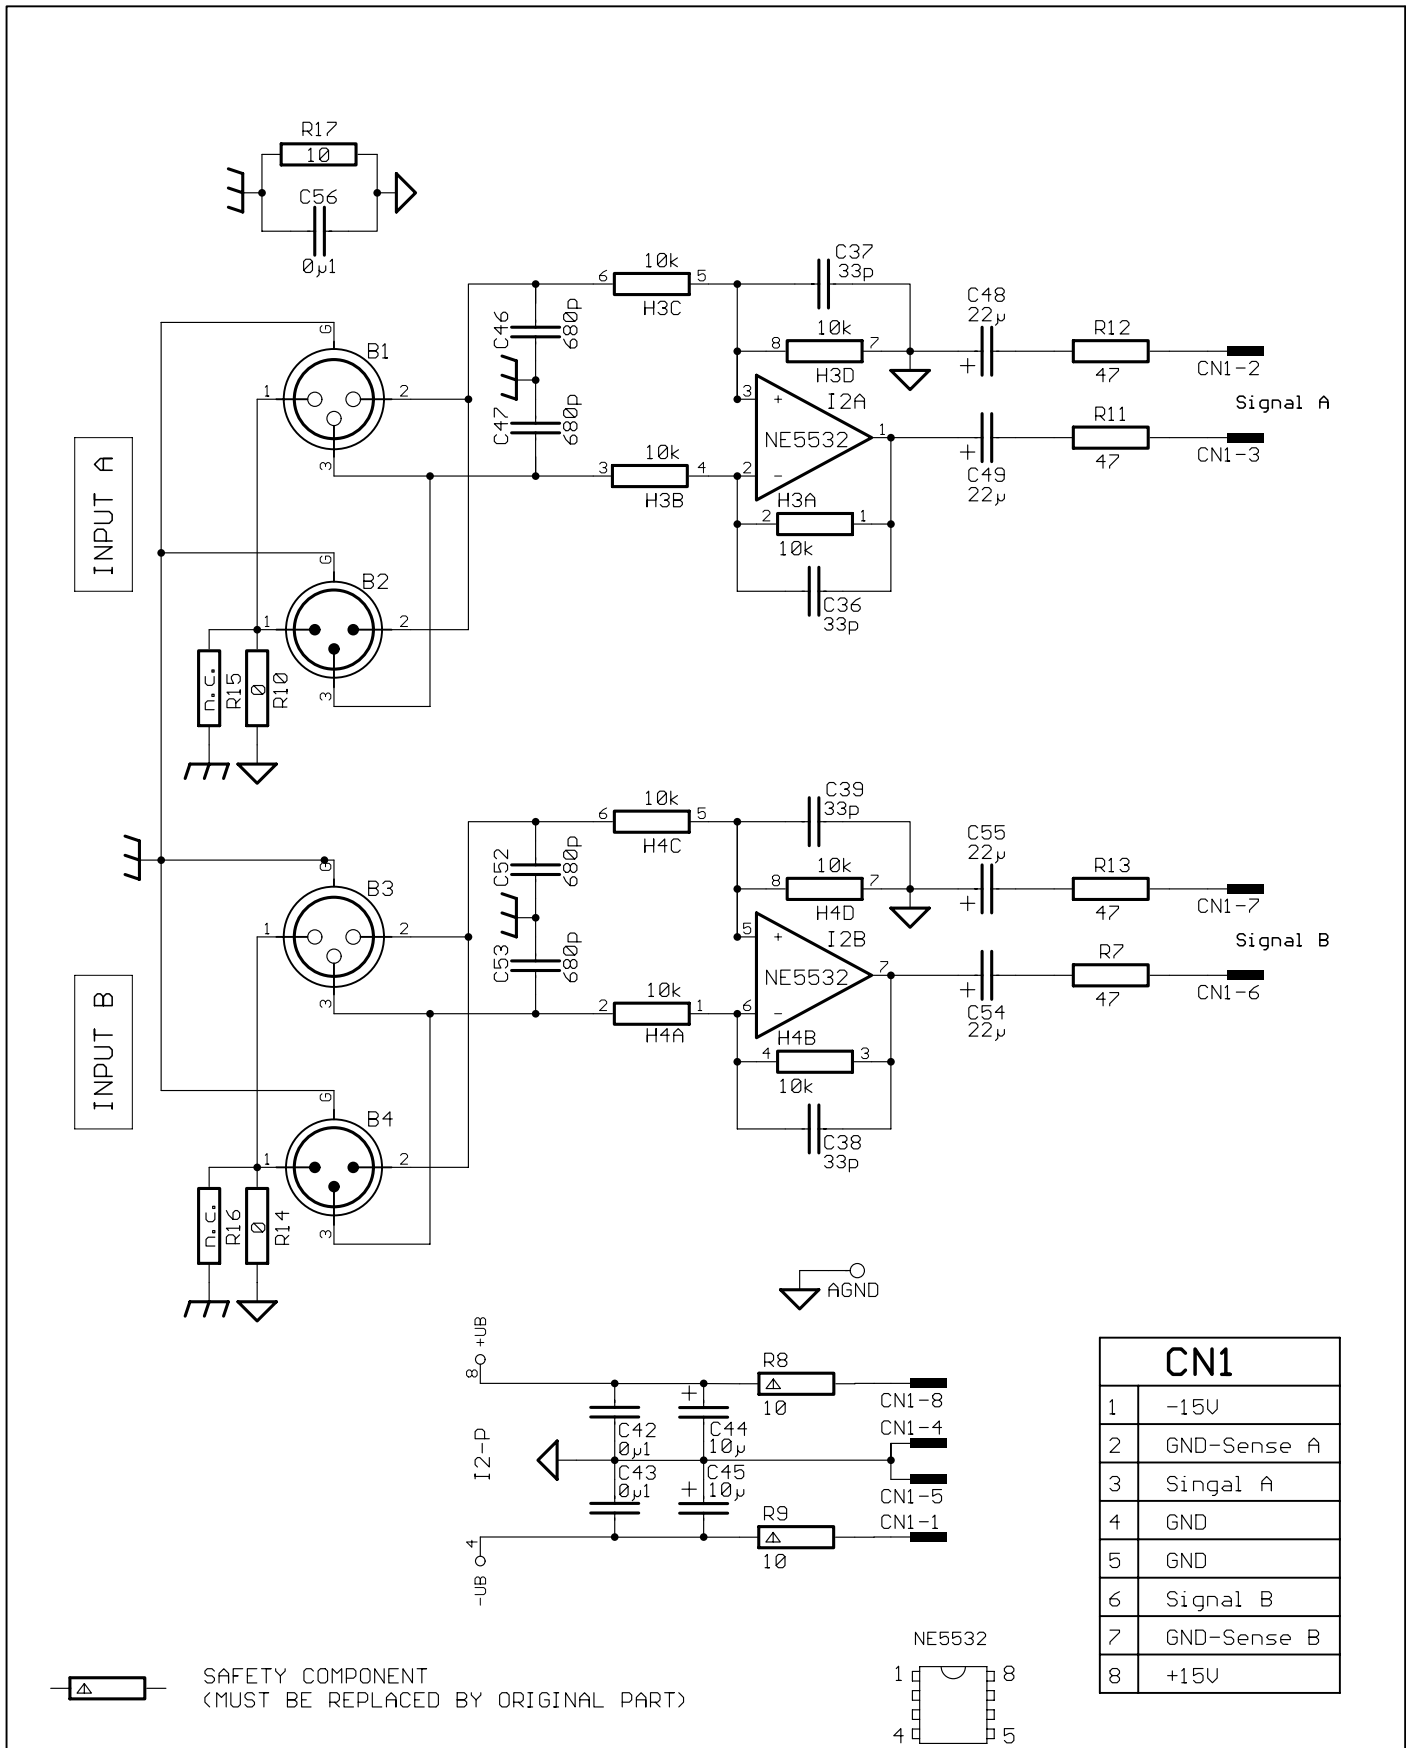 R17
10
C56
0µ1
10k
6 5
H3C
C37
33p
C46
680p
C47
680p
10k
8 7
H3D
C48
22µ
R12
47
CN1-2
Signal A
G
B1
1 2
3
3
+
I2A
NE5532
1
2
-
R11
47
CN1-3
C49
22µ
10k
3 4
H3B
H3A
2 1
10k
C36
33p
INPUT A
G
B2
1 2
3
n.c.
R15
0
R10
10k
6 5
H4C
C39
33p
C52
680p
C53
680p
10k
8 7
H4D
C55
22µ
R13
47
CN1-7
Signal B
G
B3
1 2
3
5
+
I2B
NE5532
7
6
-
R7
47
CN1-6
C54
22µ
10k
2 1
H4A
H4B
4 3
10k
C38
33p
INPUT B
G
B4
1 2
3
n.c.
R16
0
R14
AGND
+UB
8
I2-P
4
-UB
C42
0µ1
C43
0µ1
+
C44
10µ
+
C45
10µ
R8
10
CN1-8
CN1-4
CN1-5
CN1-1
R9
10
CN1
1 -15V
2 GND-Sense A
3 Singal A
4 GND
5 GND
6 Signal B
7 GND-Sense B
8 +15V
SAFETY COMPONENT
(MUST BE REPLACED BY ORIGINAL PART)
NE5532
1 8
4 5